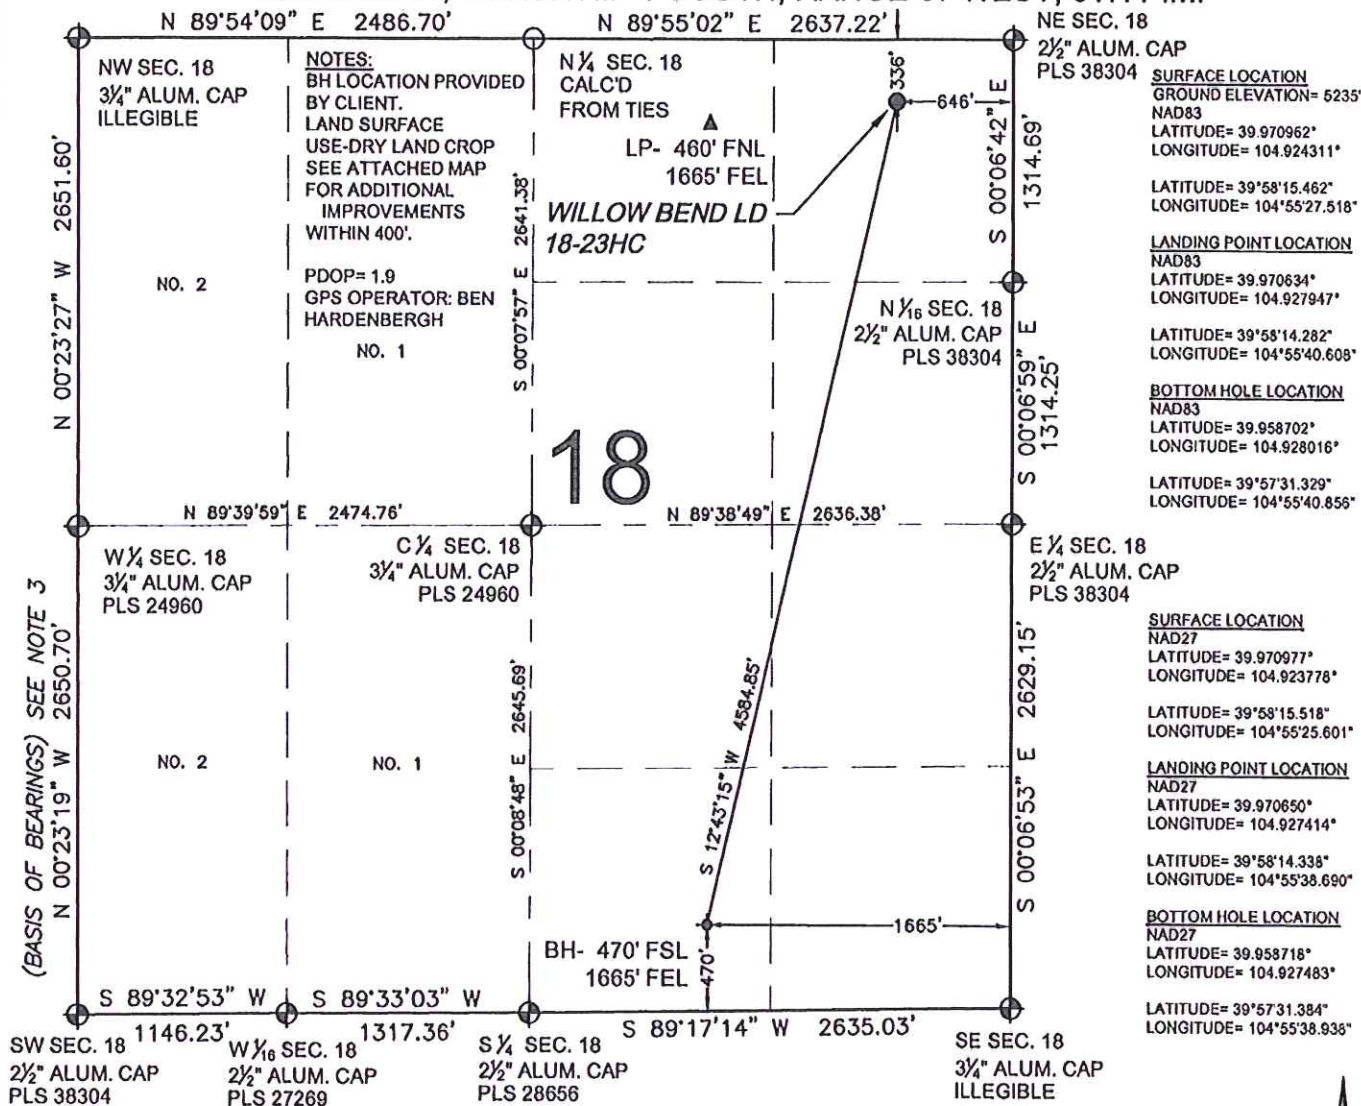 N 89°54'09" E 2486.70'
N 89°55'02" E 2637.22'
NE SEC. 18
2½" ALUM. CAP
PLS 38304
NW SEC. 18
3¼" ALUM. CAP
ILLEGIBLE
NOTES:
BH LOCATION PROVIDED
BY CLIENT.
LAND SURFACE
USE-DRY LAND CROP
SEE ATTACHED MAP
FOR ADDITIONAL
IMPROVEMENTS
WITHIN 400'.
PDOP= 1.9
GPS OPERATOR: BEN
HARDENBERGH
N ¼ SEC. 18
CALC'D
FROM TIES
LP- 460' FNL
1665' FEL
WILLOW BEND LD
18-23HC
336'
646'
S 00°06'42" E
1314.69'
SURFACE LOCATION
GROUND ELEVATION= 5235'
NAD83
LATITUDE= 39.970962°
LONGITUDE= 104.924311°
LATITUDE= 39°58'15.462"
LONGITUDE= 104°55'27.518"
LANDING POINT LOCATION
NAD83
LATITUDE= 39.970634°
LONGITUDE= 104.927947°
LATITUDE= 39°58'14.282"
LONGITUDE= 104°55'40.608"
BOTTOM HOLE LOCATION
NAD83
LATITUDE= 39.958702°
LONGITUDE= 104.928016°
LATITUDE= 39°57'31.329"
LONGITUDE= 104°55'40.856"
N 00°23'27" W 2651.60'
NO. 2
NO. 1
S 00°07'57" E 2641.38'
N 1/16 SEC. 18
2½" ALUM. CAP
PLS 38304
S 00°06'59" E
1314.25'
18
N 89°39'59" E 2474.76'
N 89°38'49" E 2636.38'
W ¼ SEC. 18
3¼" ALUM. CAP
PLS 24960
C ¼ SEC. 18
3¼" ALUM. CAP
PLS 24960
E ¼ SEC. 18
2½" ALUM. CAP
PLS 38304
(BASIS OF BEARINGS) SEE NOTE 3
N 00°23'19" W 2650.70'
NO. 2
NO. 1
S 00°08'48" E 2645.69'
S 12°43'15" W 4584.85'
S 00°06'53" E 2629.15'
SURFACE LOCATION
NAD27
LATITUDE= 39.970977°
LONGITUDE= 104.923778°
LATITUDE= 39°58'15.518"
LONGITUDE= 104°55'25.601"
LANDING POINT LOCATION
NAD27
LATITUDE= 39.970650°
LONGITUDE= 104.927414°
LATITUDE= 39°58'14.338"
LONGITUDE= 104°55'38.690"
BOTTOM HOLE LOCATION
NAD27
LATITUDE= 39.958718°
LONGITUDE= 104.927483°
LATITUDE= 39°57'31.384"
LONGITUDE= 104°55'38.938"
1665'
BH- 470' FSL
1665' FEL
470'
S 89°32'53" W
1146.23'
S 89°33'03" W
1317.36'
S 89°17'14" W 2635.03'
SW SEC. 18
2½" ALUM. CAP
PLS 38304
W 1/16 SEC. 18
2½" ALUM. CAP
PLS 27269
S ¼ SEC. 18
2½" ALUM. CAP
PLS 28656
SE SEC. 18
3¼" ALUM. CAP
ILLEGIBLE